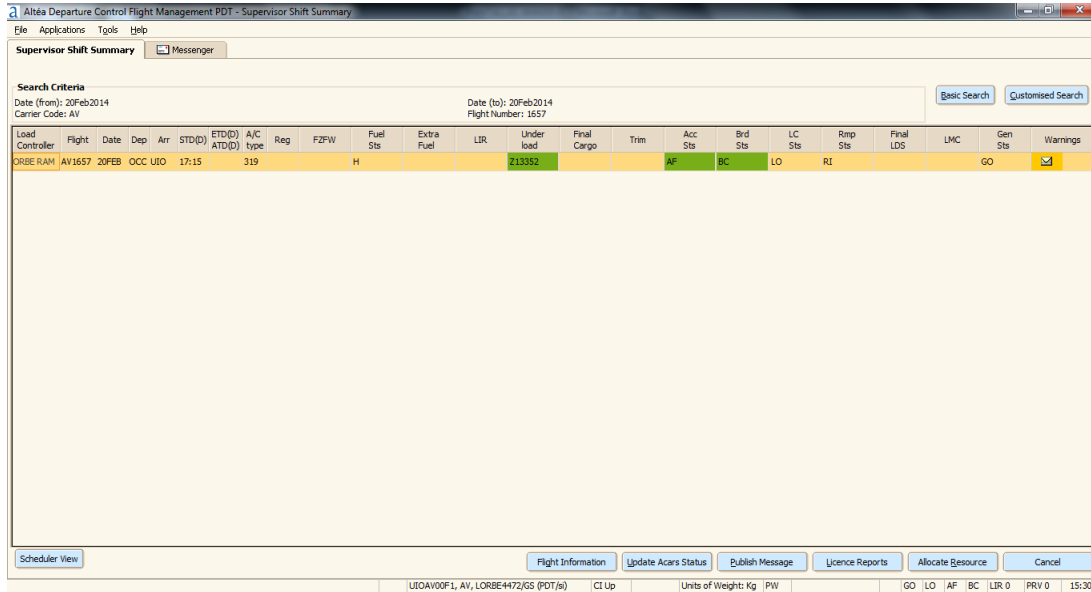 a Altéa Departure Control Flight Management PDT - Supervisor Shift Summary
File Applications Tools Help
Supervisor Shift Summary Messenger
Search Criteria
Date (from): 20Feb2014 Date (to): 20Feb2014
Carrier Code: AV Flight Number: 1657
Basic Search Customised Search
Load Controller Flight Date Dep Arr STD(D) ETD(D) ATD(D) A/C type Reg FZFW Fuel Sts Extra Fuel LIR Under load Final Cargo Trim Acc Sts Brd Sts LC Sts Rmp Sts Final LDS LMC Gen Sts Warnings
ORBE RAM AV1657 20FEB OCC UIO 17:15 319 H Z13352 AF BC LO RI GO
Scheduler View Flight Information Update Acars Status Publish Message Licence Reports Allocate Resource Cancel
UIOAV00F1, AV, LORBE4472/GS (PDT/si) CI Up Units of Weight: Kg PW GO LO AF BC LIR 0 PRV 0 15:30